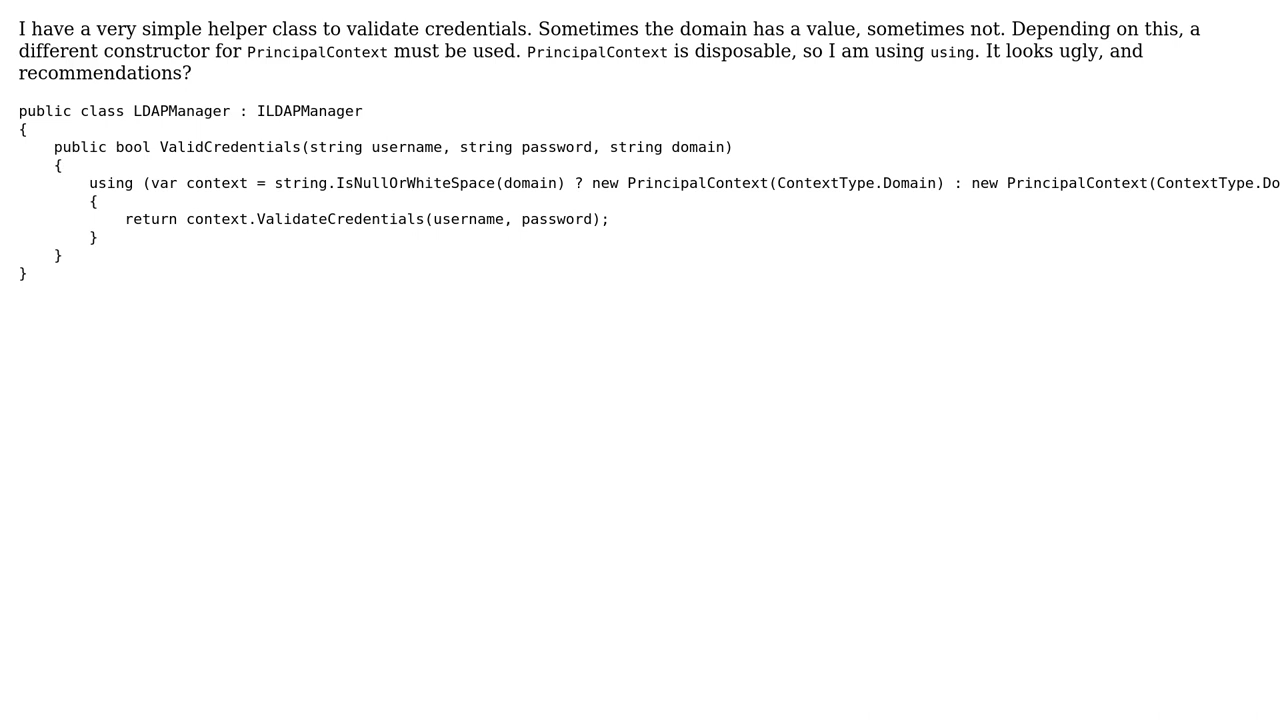 I have a very simple helper class to validate credentials. Sometimes the domain has a value, sometimes not. Depending on this, a
different constructor for PrincipalContext must be used. PrincipalContext is disposable, so I am using using. It looks ugly, and
recommendations?
public class LDAPManager : ILDAPManager
{
    public bool ValidCredentials(string username, string password, string domain)
    {
        using (var context = string.IsNullOrWhiteSpace(domain) ? new PrincipalContext(ContextType.Domain) : new PrincipalContext(ContextType.Do
        {
            return context.ValidateCredentials(username, password);
        }
    }
}